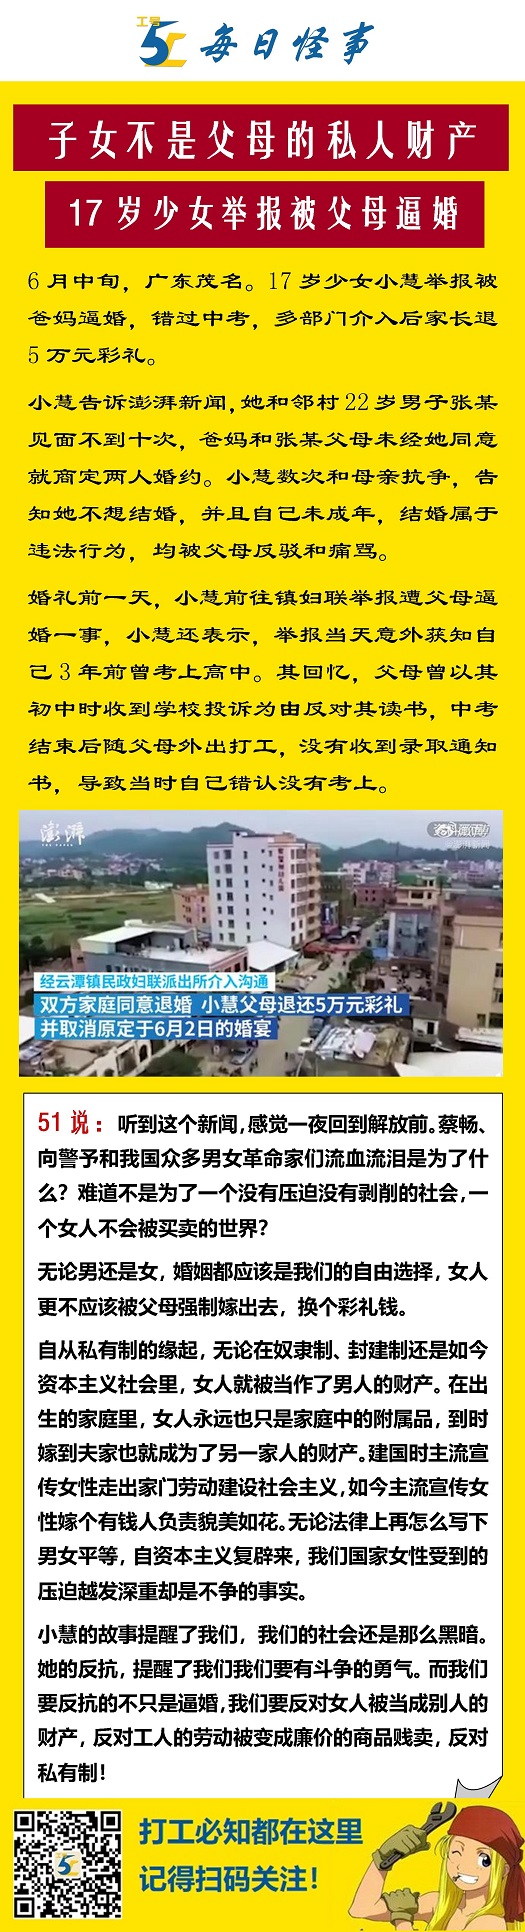 工号
51
每日怪事
子女不是父母的私人财产
17岁少女举报被父母逼婚
6月中旬，广东茂名。17岁少女小慧举报被
爸妈逼婚，错过中考，多部门介入后家长退
5万元彩礼。
小慧告诉澎湃新闻，她和邻村22岁男子张某
见面不到十次，爸妈和张某父母未经她同意
就商定两人婚约。小慧数次和母亲抗争，告
知她不想结婚，并且自己未成年，结婚属于
违法行为，均被父母反驳和痛骂。
婚礼前一天，小慧前往镇妇联举报遭父母逼
婚一事，小慧还表示，举报当天意外获知自
己3年前曾考上高中。其回忆，父母曾以其
初中时收到学校投诉为由反对其读书，中考
结束后随父母外出打工，没有收到录取通知
书，导致当时自己错认没有考上。
澎湃
THE PAPER
@澎湃新闻
经云潭镇民政妇联派出所介入沟通
双方家庭同意退婚 小慧父母退还5万元彩礼
并取消原定于6月2日的婚宴
51说：听到这个新闻，感觉一夜回到解放前。蔡畅、
向警予和我国众多男女革命家们流血流泪是为了什
么？难道不是为了一个没有压迫没有剥削的社会，一
个女人不会被买卖的世界？
无论男还是女，婚姻都应该是我们的自由选择，女人
更不应该被父母强制嫁出去，换个彩礼钱。
自从私有制的缘起，无论在奴隶制、封建制还是如今
资本主义社会里，女人就被当作了男人的财产。在出
生的家庭里，女人永远也只是家庭中的附属品，到时
嫁到夫家也就成为了另一家人的财产。建国时主流宣
传女性走出家门劳动建设社会主义，如今主流宣传女
性嫁个有钱人负责貌美如花。无论法律上再怎么写下
男女平等，自资本主义复辟来，我们国家女性受到的
压迫越发深重却是不争的事实。
小慧的故事提醒了我们，我们的社会还是那么黑暗。
她的反抗，提醒了我们我们要有斗争的勇气。而我们
要反抗的不只是逼婚，我们要反对女人被当成别人的
财产，反对工人的劳动被变成廉价的商品贱卖，反对
私有制！
打工必知都在这里
记得扫码关注！